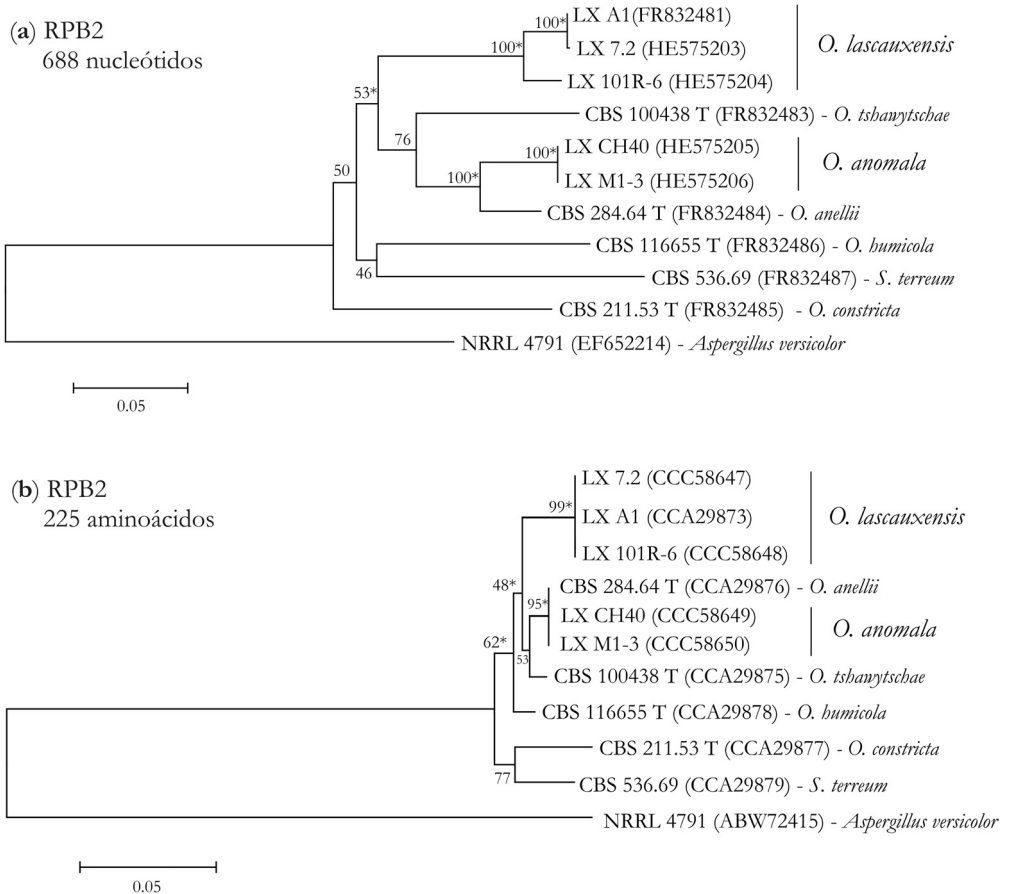 (a) RPB2
688 nucleótidos
LX A1(FR832481)
LX 7.2 (HE575203)
LX 101R-6 (HE575204)
O. lascauxensis
CBS 100438 T (FR832483) - O. tshawytschae
LX CH40 (HE575205)
LX M1-3 (HE575206)
O. anomala
CBS 284.64 T (FR832484) - O. anellii
CBS 116655 T (FR832486) - O. humicola
CBS 536.69 (FR832487) - S. terreum
CBS 211.53 T (FR832485) - O. constricta
NRRL 4791 (EF652214) - Aspergillus versicolor
100*
100*
53*
76
100*
100*
50
46
0.05
(b) RPB2
225 aminoácidos
LX 7.2 (CCC58647)
LX A1 (CCA29873)
LX 101R-6 (CCC58648)
O. lascauxensis
CBS 284.64 T (CCA29876) - O. anellii
LX CH40 (CCC58649)
LX M1-3 (CCC58650)
O. anomala
CBS 100438 T (CCA29875) - O. tshawytschae
CBS 116655 T (CCA29878) - O. humicola
CBS 211.53 T (CCA29877) - O. constricta
CBS 536.69 (CCA29879) - S. terreum
NRRL 4791 (ABW72415) - Aspergillus versicolor
99*
48*
95*
62*
53
77
0.05